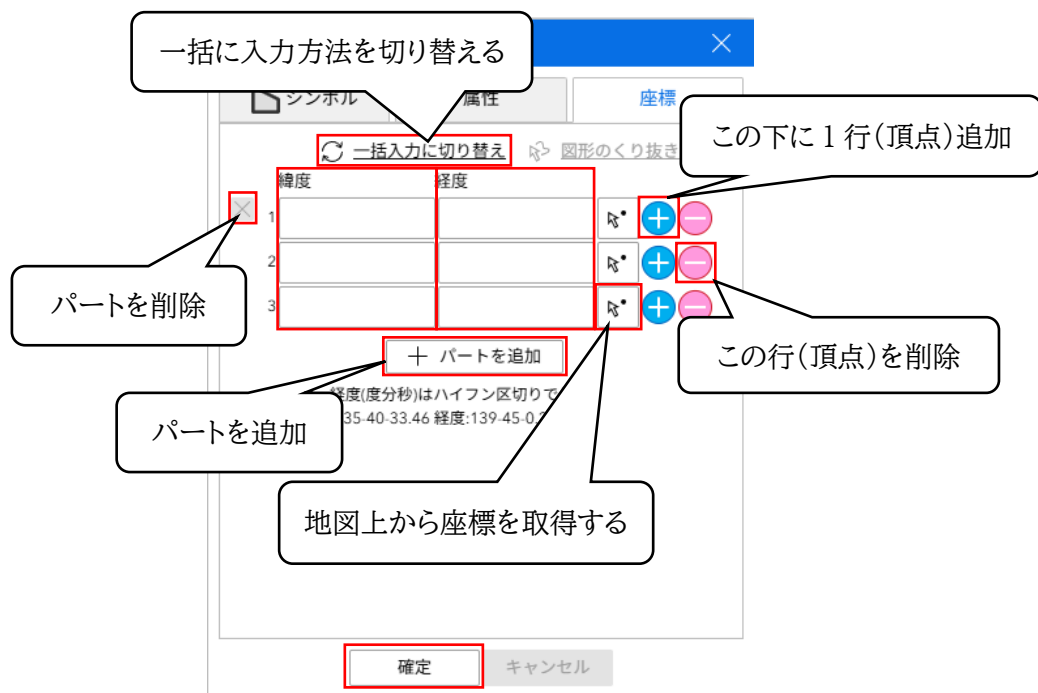 一括に入力方法を切り替える
シンボル
属性
座標
この下に1行(頂点)追加
一括入力に切り替え
図形のくり抜き
緯度
経度
1
2
3
パートを削除
この行(頂点)を削除
+ パートを追加
経度(度分秒)はハイフン区切りで
35-40-33.46 経度:139-45-0.
パートを追加
地図上から座標を取得する
確定
キャンセル